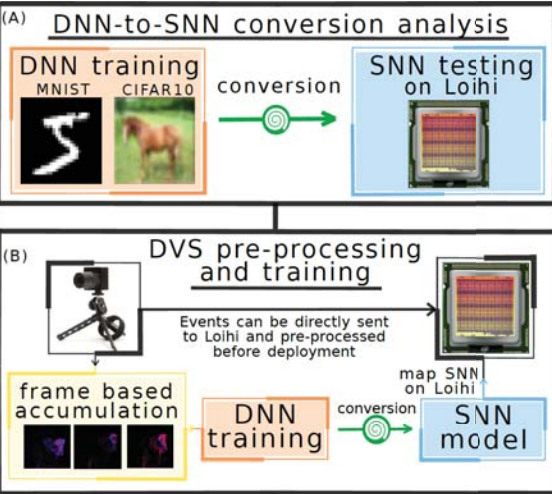 (A)
DNN-to-SNN conversion analysis
DNN training
MNIST CIFAR10
conversion
SNN testing
on Loihi
(B)
DVS pre-processing
and training
Events can be directly sent
to Loihi and pre-processed
before deployment
map SNN
on Loihi
frame based
accumulation
DNN
training
conversion
SNN
model